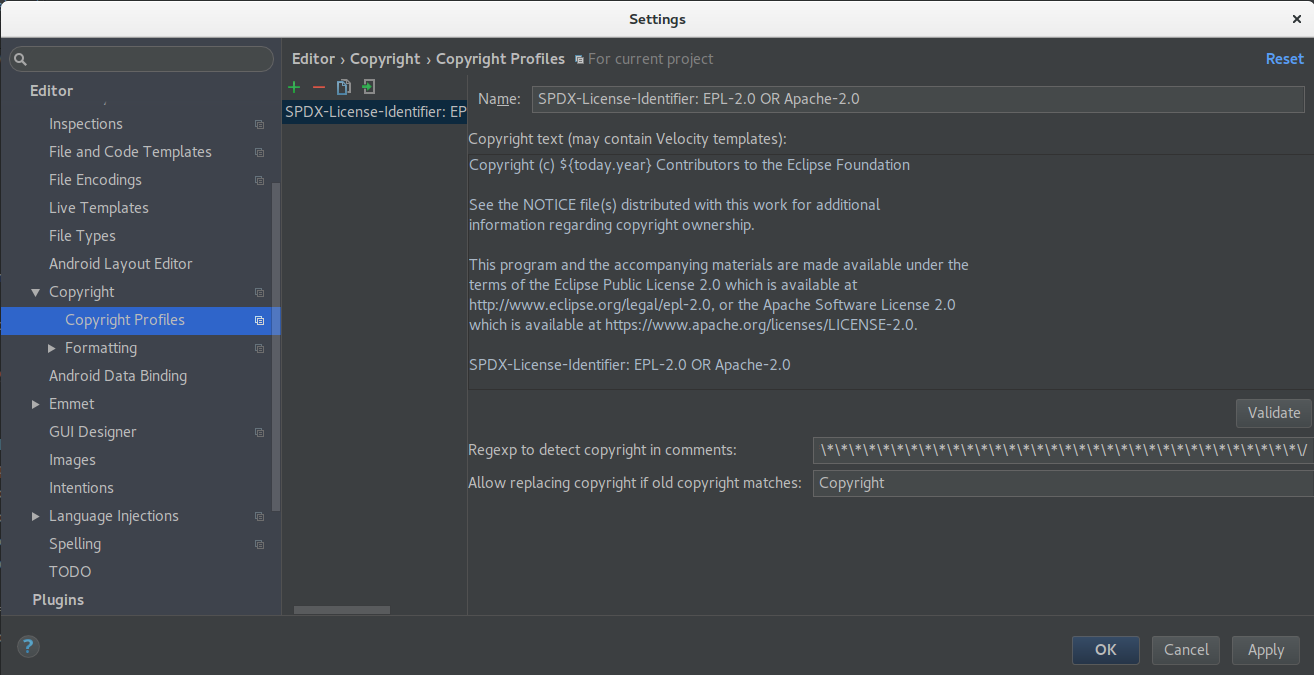 Settings
Editor › Copyright › Copyright Profiles For current project
Reset
Editor
Inspections
File and Code Templates
File Encodings
Live Templates
File Types
Android Layout Editor
Copyright
Copyright Profiles
Formatting
Android Data Binding
Emmet
GUI Designer
Images
Intentions
Language Injections
Spelling
TODO
Plugins
SPDX-License-Identifier: EP
Name: SPDX-License-Identifier: EPL-2.0 OR Apache-2.0
Copyright text (may contain Velocity templates):
Copyright (c) ${today.year} Contributors to the Eclipse Foundation
See the NOTICE file(s) distributed with this work for additional
information regarding copyright ownership.
This program and the accompanying materials are made available under the
terms of the Eclipse Public License 2.0 which is available at
http://www.eclipse.org/legal/epl-2.0, or the Apache Software License 2.0
which is available at https://www.apache.org/licenses/LICENSE-2.0.
SPDX-License-Identifier: EPL-2.0 OR Apache-2.0
Validate
Regexp to detect copyright in comments: \*\*\*\*\*\*\*\*\*\*\*\*\*\*\*\*\*\*\*\*\*\*\*\*\*\*\*\*\*\*\*\*\*\*\/
Allow replacing copyright if old copyright matches: Copyright
?
OK Cancel Apply